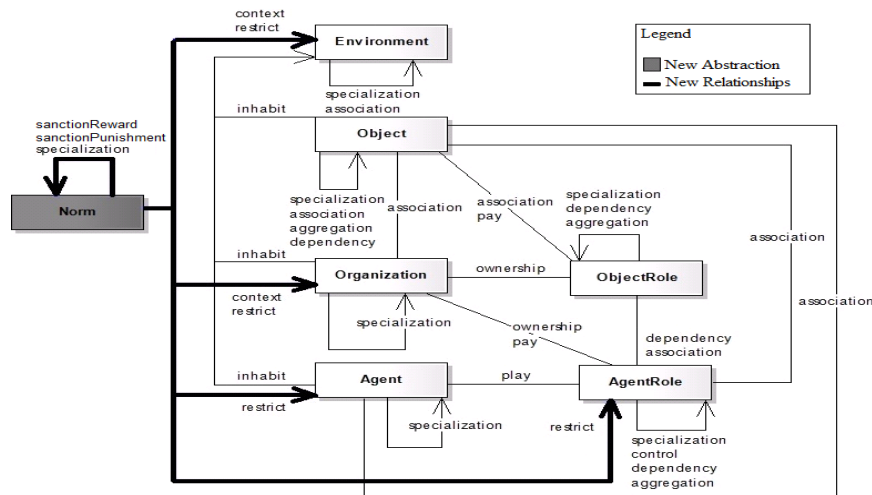 context
restrict
Environment
Legend
New Abstraction
New Relationships
specialization
association
inhabit
sanctionReward
sanctionPunishment
specialization
Object
Norm
specialization
association
aggregation
dependency
association
association
pay
specialization
dependency
aggregation
association
inhabit
Organization
ownership
ObjectRole
association
context
restrict
specialization
ownership
pay
dependency
association
inhabit
Agent
play
AgentRole
restrict
specialization
restrict
specialization
control
dependency
aggregation